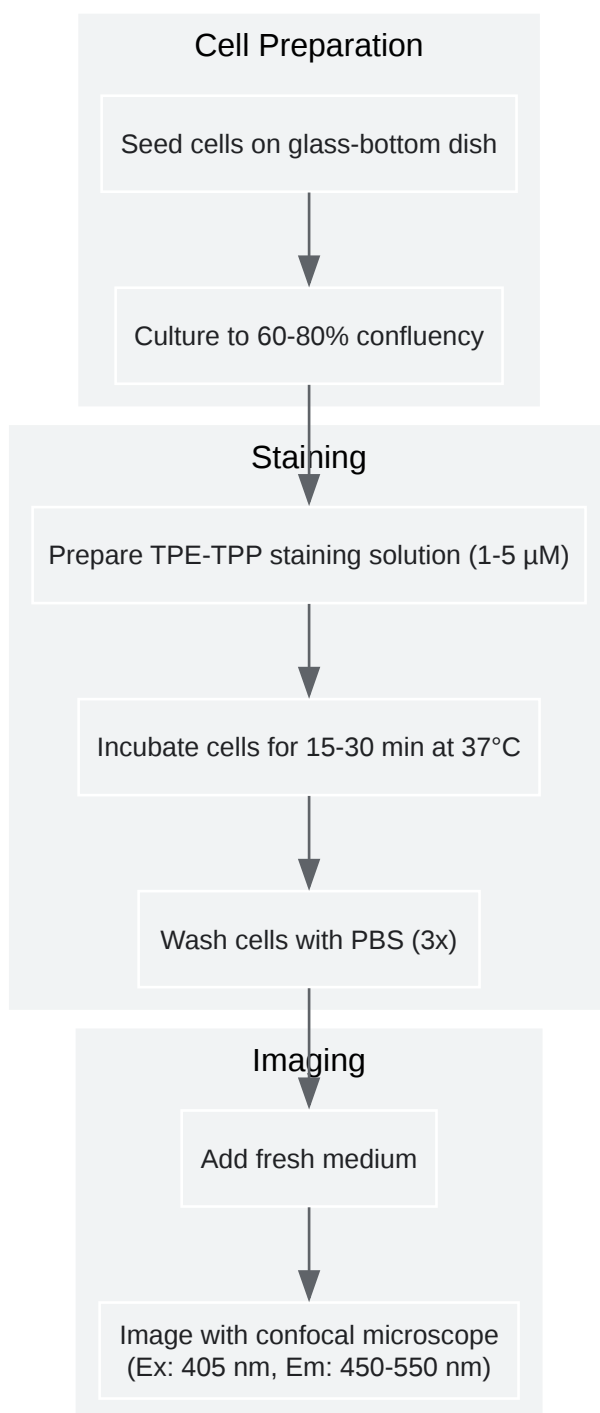 Cell Preparation
Seed cells on glass-bottom dish
Culture to 60-80% confluency
Staining
Prepare TPE-TPP staining solution (1-5 µM)
Incubate cells for 15-30 min at 37°C
Wash cells with PBS (3x)
Imaging
Add fresh medium
Image with confocal microscope
(Ex: 405 nm, Em: 450-550 nm)